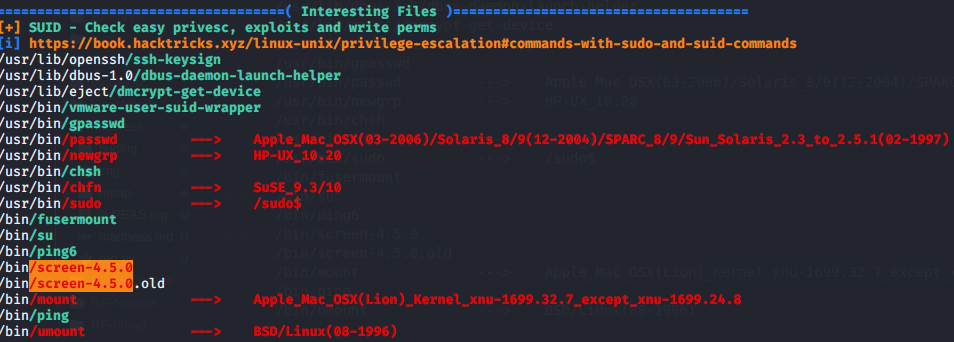 ====================================( Interesting Files )=====================================
[+] SUID - Check easy privesc, exploits and write perms
[i] https://book.hacktricks.xyz/linux-unix/privilege-escalation#commands-with-sudo-and-suid-commands
/usr/lib/openssh/ssh-keysign
/usr/lib/dbus-1.0/dbus-daemon-launch-helper
/usr/lib/eject/dmcrypt-get-device
/usr/bin/vmware-user-suid-wrapper
/usr/bin/gpasswd
/usr/bin/passwd ---> Apple_Mac_OSX(03-2006)/Solaris_8/9(12-2004)/SPARC_8/9/Sun_Solaris_2.3_to_2.5.1(02-1997)
/usr/bin/newgrp ---> HP-UX_10.20
/usr/bin/chsh
/usr/bin/chfn ---> SuSE_9.3/10
/usr/bin/sudo ---> /sudo$
/bin/fusermount
/bin/su
/bin/ping6
/bin/screen-4.5.0
/bin/screen-4.5.0.old
/bin/mount ---> Apple_Mac_OSX(Lion)_Kernel_xnu-1699.32.7_except_xnu-1699.24.8
/bin/ping
/bin/umount ---> BSD/Linux(08-1996)